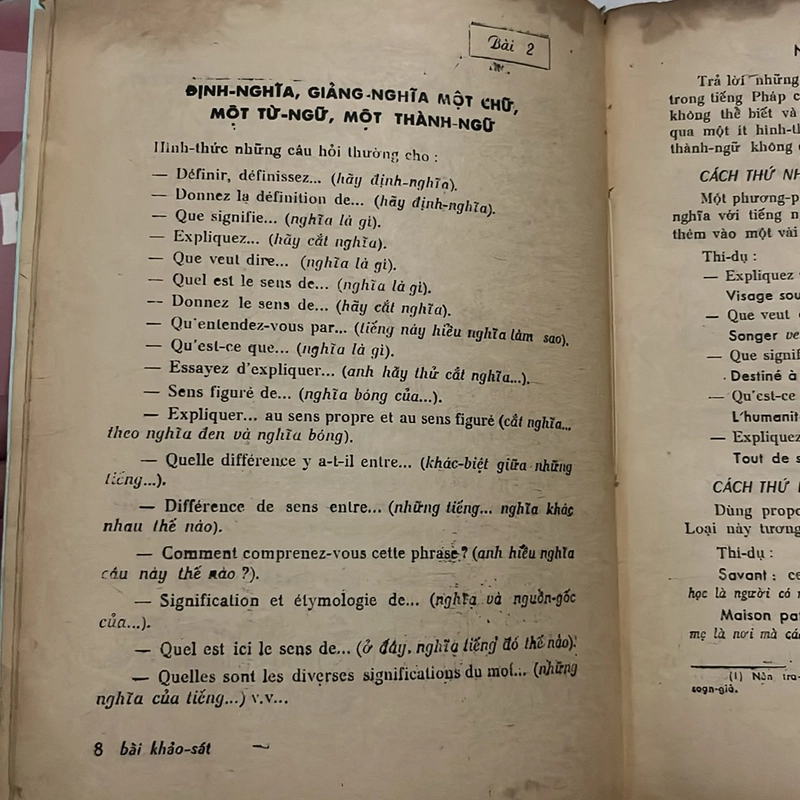 Bài 2
ĐỊNH-NGHĨA, GIẢNG-NGHĨA MỘT CHỮ,
MỘT TỪ-NGỮ, MỘT THÀNH-NGỮ
Hình-thức những câu hỏi thường cho :
— Définir, définissez... (hãy định-nghĩa).
— Donnez la définition de... (hãy định-nghĩa).
— Que signifie... (nghĩa là gì).
— Expliquez... (hãy cắt nghĩa).
— Que veut dire... (nghĩa là gì).
— Quel est le sens de... (nghĩa là gì).
— Donnez le sens de... (hãy cắt nghĩa).
— Qu'entendez-vous par... (tiếng này hiểu nghĩa làm sao).
— Qu'est-ce que... (nghĩa là gì).
— Essayez d'expliquer... (anh hãy thử cắt nghĩa...).
— Sens figuré de... (nghĩa bóng của...).
— Expliquer... au sens propre et au sens figuré (cắt nghĩa...
theo nghĩa đen và nghĩa bóng).
— Quelle différence y a-t-il entre... (khác-biệt giữa những
tiếng...).
— Différence de sens entre... (những tiếng... nghĩa khác
nhau thế nào).
— Comment comprenez-vous cette phrase ? (anh hiểu nghĩa
câu này thế nào ?).
— Signification et étymologie de... (nghĩa và nguồn-gốc
của...).
— Quel est ici le sens de... (ở đây, nghĩa tiếng đó thế nào).
— Quelles sont les diverses significations du mot... (những
nghĩa của tiếng...) v.v...
8 bài khảo-sát
Trả lời những
trong tiếng Pháp
không thể biết và
qua một ít hình-
thành-ngữ không
CÁCH THỨ
Một phương-
nghĩa với tiếng
thêm vào một vài
Thí-dụ :
— Expliquez
Visage
— Que veut
Songer
— Que
Destiné à
— Qu'est-ce
— Expliquez
Tout de
CÁCH THỨ
Dùng
Loại này tương
Thí-dụ :
Savant :
học là người có
Maison
mẹ là nơi mà
(1)